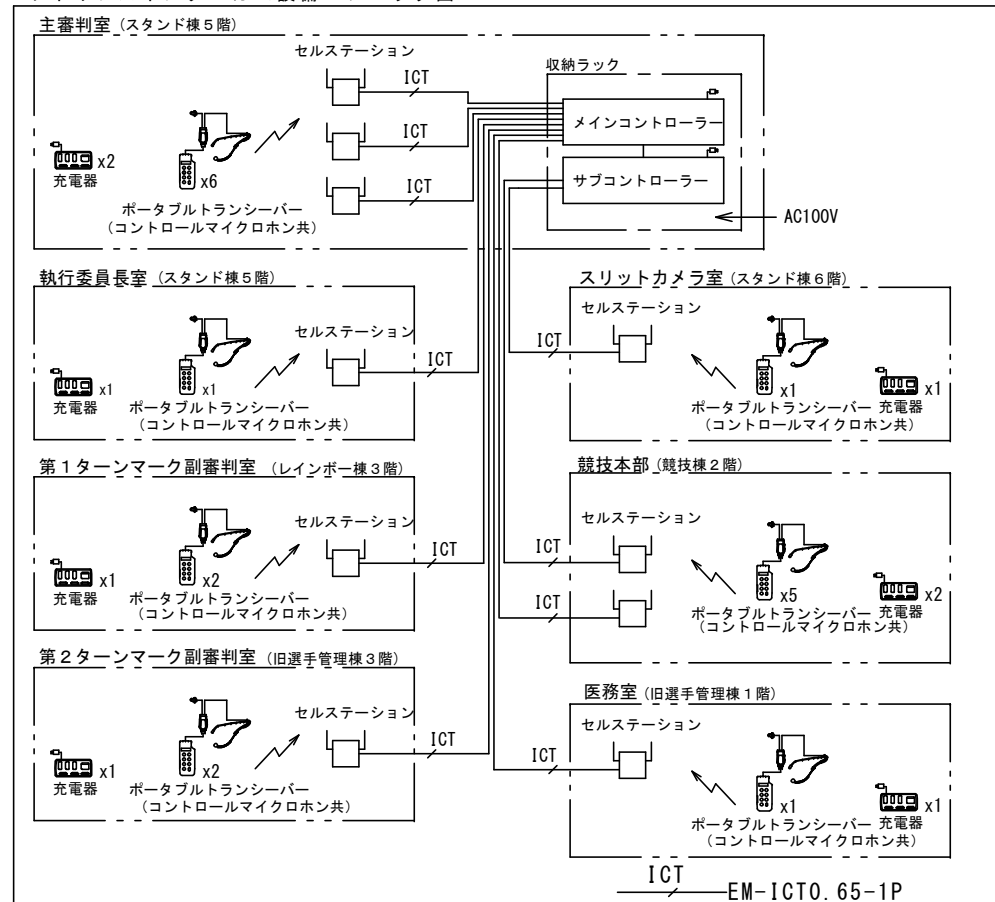 主審判室 (スタンド棟5階)
セルステーション
ICT
収納ラック
メインコントローラー
ICT
x2
充電器
x6
サブコントローラー
ICT
ポータブルトランシーバー
(コントロールマイクロホン共)
AC100V
執行委員長室 (スタンド棟5階)
セルステーション
ICT
x1
充電器
x1
ポータブルトランシーバー
(コントロールマイクロホン共)
スリットカメラ室 (スタンド棟6階)
セルステーション
ICT
x1
ポータブルトランシーバー
(コントロールマイクロホン共)
x1
充電器
第1ターンマーク副審判室 (レインボー棟3階)
セルステーション
ICT
x1
充電器
x2
ポータブルトランシーバー
(コントロールマイクロホン共)
競技本部 (競技棟2階)
セルステーション
ICT
ICT
x5
ポータブルトランシーバー
(コントロールマイクロホン共)
x2
充電器
第2ターンマーク副審判室 (旧選手管理棟3階)
セルステーション
ICT
x1
充電器
x2
ポータブルトランシーバー
(コントロールマイクロホン共)
医務室 (旧選手管理棟1階)
セルステーション
ICT
x1
ポータブルトランシーバー
(コントロールマイクロホン共)
x1
充電器
ICT
EM-ICT0.65-1P